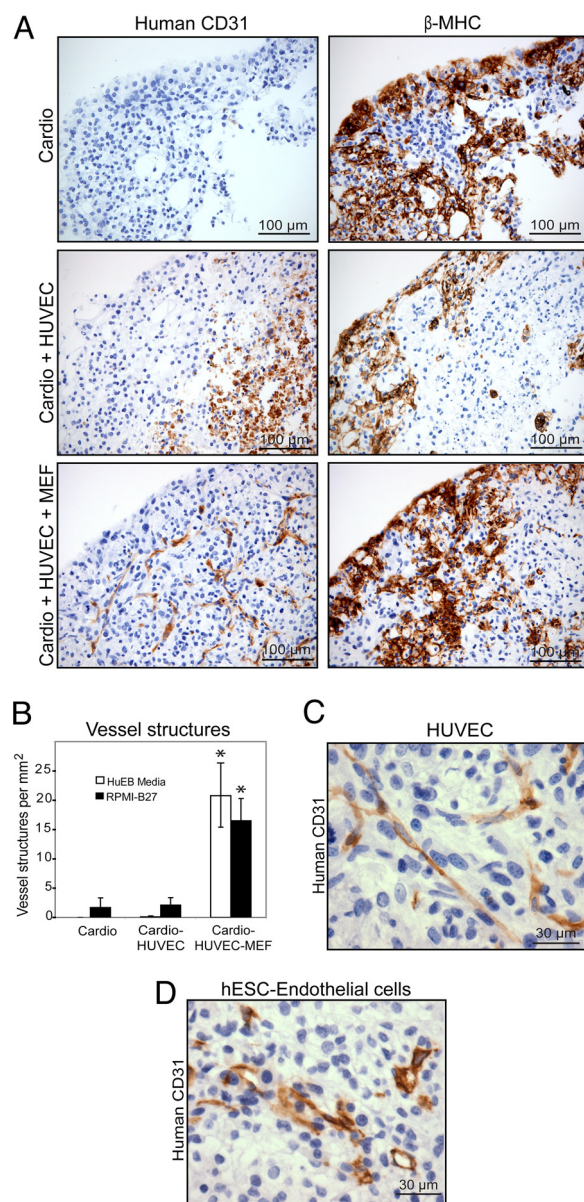 A
Human CD31
β-MHC
Cardio
100 µm
100 µm
Cardio + HUVEC
100 µm
100 µm
Cardio + HUVEC + MEF
100 µm
100 µm
B
Vessel structures
Vessel structures per mm2
25
20
15
10
5
0
HuEB Media
RPMI-B27
*
*
Cardio
Cardio-
HUVEC
Cardio-
HUVEC-MEF
C
HUVEC
Human CD31
30 µm
D
hESC-Endothelial cells
Human CD31
30 µm